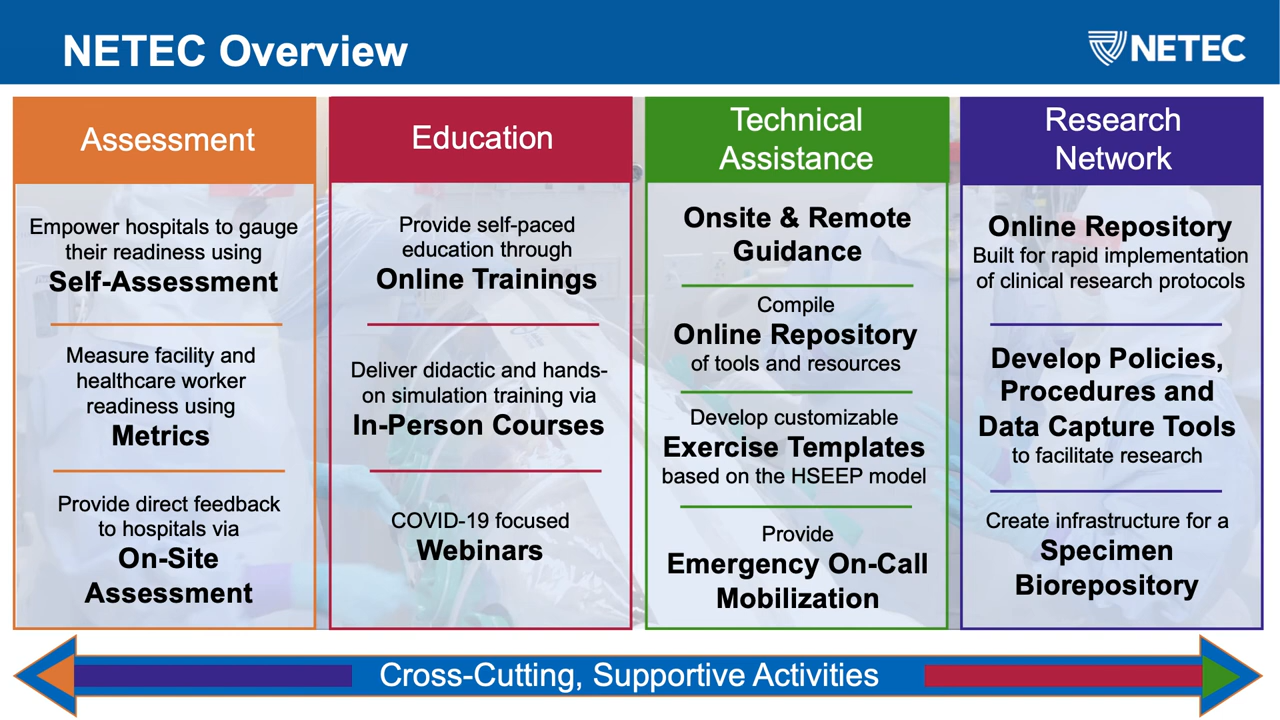 NETEC Overview
NETEC
Assessment
Empower hospitals to gauge
their readiness using
Self-Assessment
Measure facility and
healthcare worker
readiness using
Metrics
Provide direct feedback
to hospitals via
On-Site
Assessment
Education
Provide self-paced
education through
Online Trainings
Deliver didactic and hands-
on simulation training via
In-Person Courses
COVID-19 focused
Webinars
Technical
Assistance
Onsite & Remote
Guidance
Compile
Online Repository
of tools and resources
Develop customizable
Exercise Templates
based on the HSEEP model
Provide
Emergency On-Call
Mobilization
Research
Network
Online Repository
Built for rapid implementation
of clinical research protocols
Develop Policies,
Procedures and
Data Capture Tools
to facilitate research
Create infrastructure for a
Specimen
Biorepository
Cross-Cutting, Supportive Activities